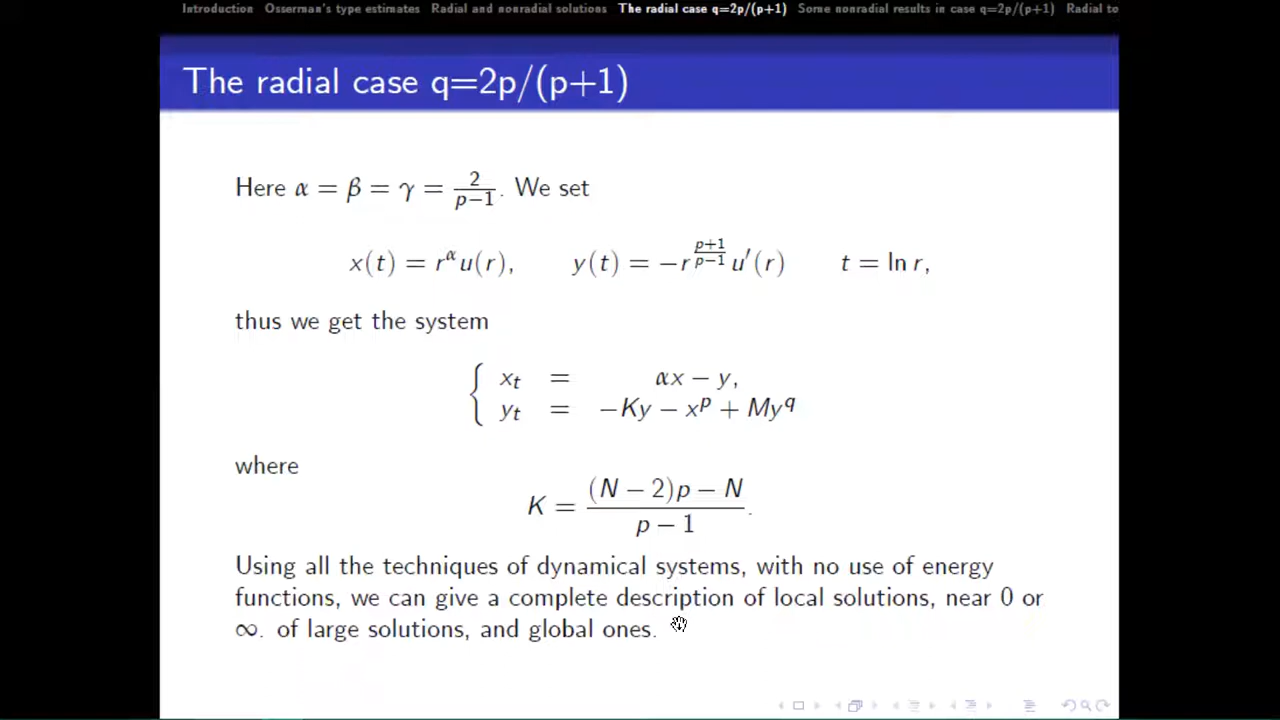 Introduction Osserman's type estimates Radial and nonradial solutions The radial case q=2p/(p+1) Some nonradial results in case q=2p/(p+1) Radial to
The radial case q=2p/(p+1)
Here α = β = γ = 2/(p−1). We set
x(t) = r^α u(r), y(t) = −r^((p+1)/(p−1)) u′(r) t = ln r,
thus we get the system
{ x_t = αx − y,
y_t = −Ky − x^p + My^q
where
K = ((N − 2)p − N)/(p − 1).
Using all the techniques of dynamical systems, with no use of energy
functions, we can give a complete description of local solutions, near 0 or
∞. of large solutions, and global ones.